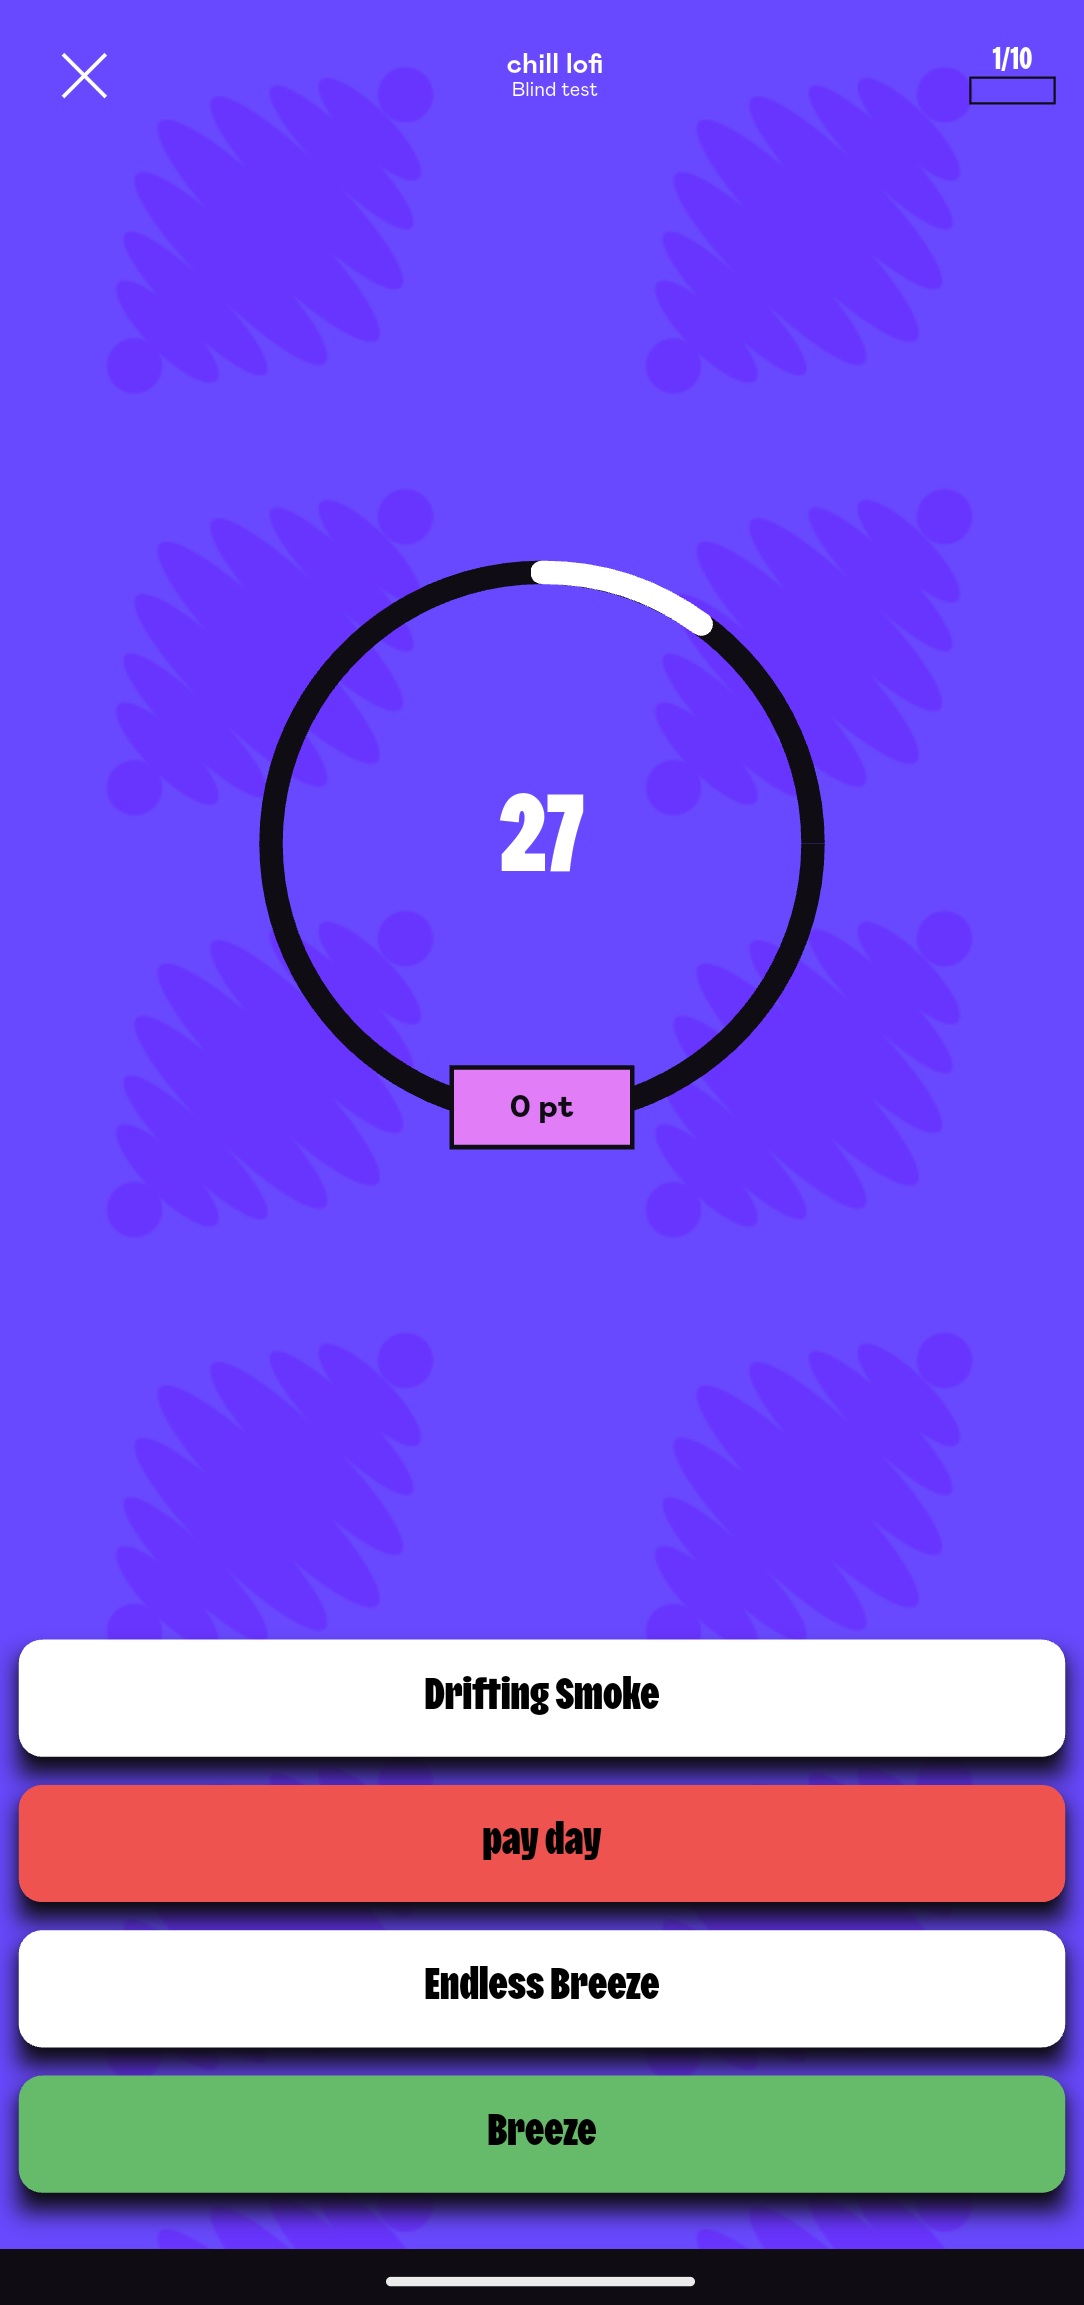 chill lofi
Blind test
1/10
27
0 pt
Drifting Smoke
pay day
Endless Breeze
Breeze